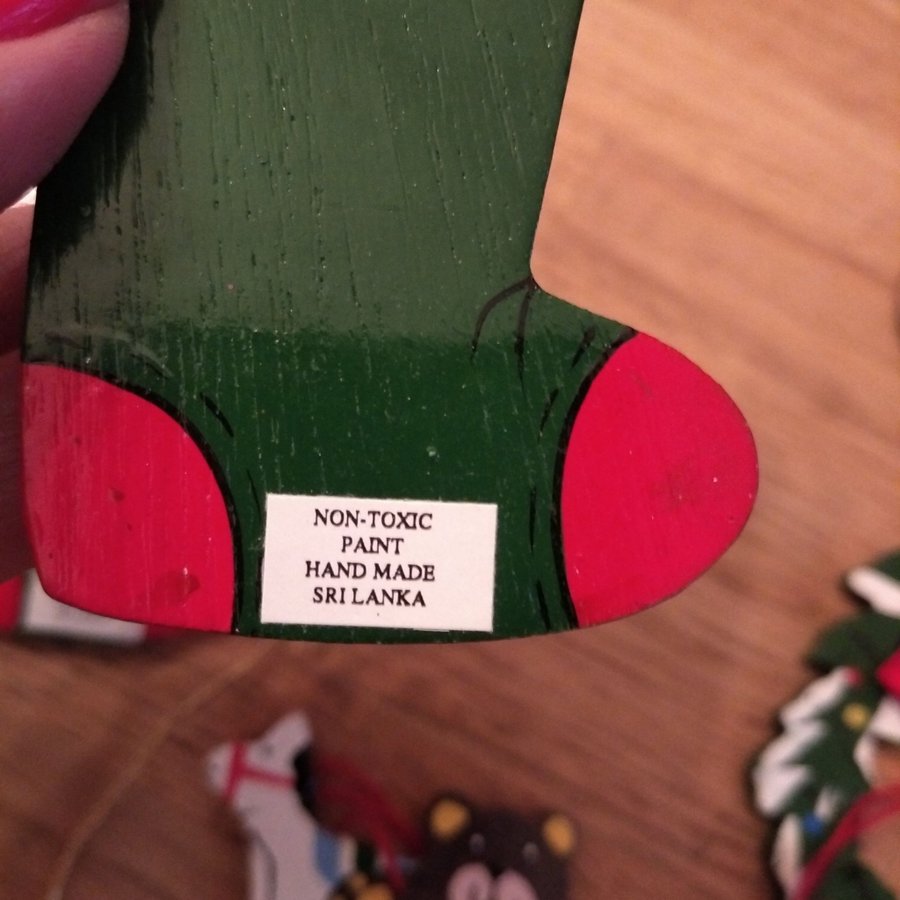 NON-TOXIC
PAINT
HAND MADE
SRI LANKA